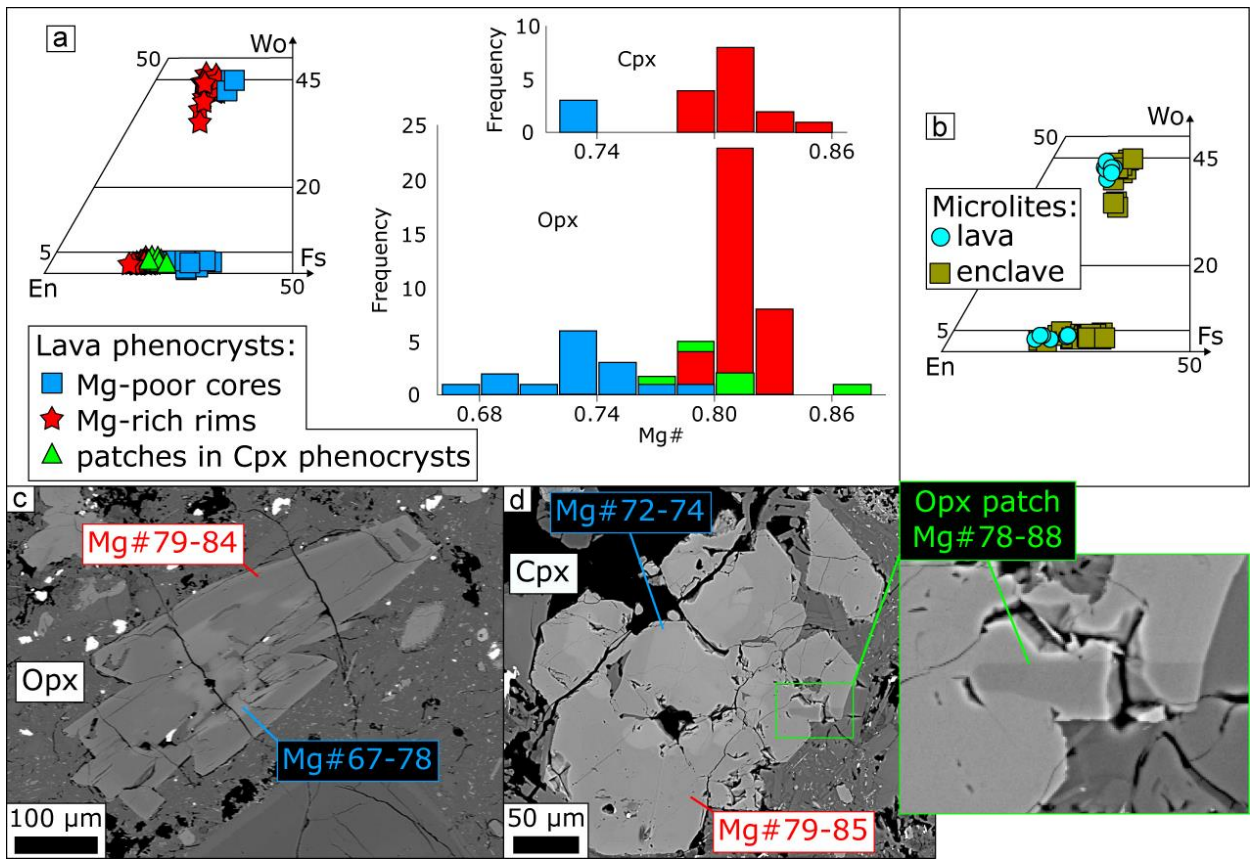 a
50
Wo
45
20
5
Fs
En
50
Lava phenocrysts:
Mg-poor cores
Mg-rich rims
patches in Cpx phenocrysts
Frequency
10
5
0
Cpx
0.74
0.86
Frequency
25
20
15
10
5
0
Opx
0.68
0.74
0.80
0.86
Mg#
b
50
Wo
45
Microlites:
lava
enclave
20
5
Fs
En
50
c
Mg#79-84
Opx
Mg#67-78
100 µm
d
Mg#72-74
Cpx
50 µm
Mg#79-85
Opx patch
Mg#78-88